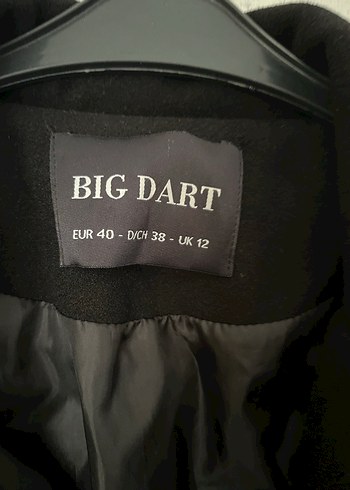 BIG DART
EUR 40 - D/CH 38 - UK 12